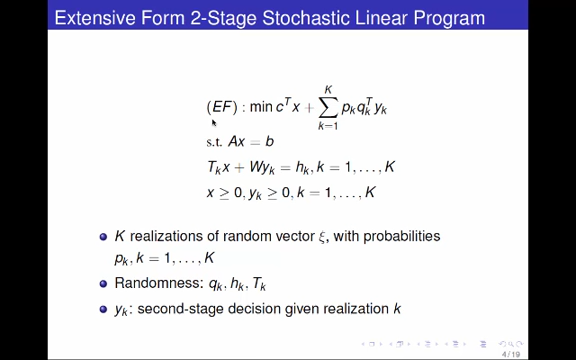 Extensive Form 2-Stage Stochastic Linear Program
(EF) : min c^T x + \sum_{k=1}^{K} p_k q_k^T y_k
s.t. Ax = b
T_k x + W y_k = h_k, k = 1, . . . , K
x ≥ 0, y_k ≥ 0, k = 1, . . . , K
K realizations of random vector ξ, with probabilities
p_k, k = 1, . . . , K
Randomness: q_k, h_k, T_k
y_k: second-stage decision given realization k
4/19